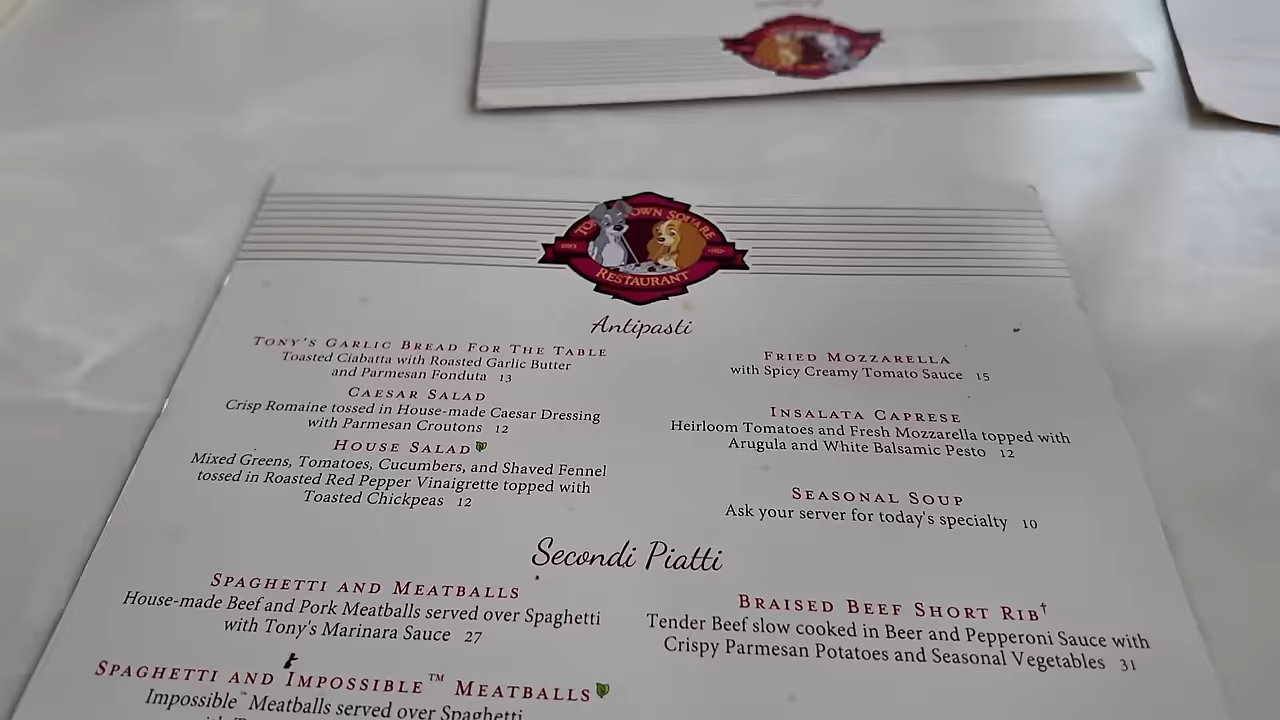 TOWN SQUARE
RESTAURANT
Antipasti
TONY'S GARLIC BREAD FOR THE TABLE
Toasted Ciabatta with Roasted Garlic Butter
and Parmesan Fonduta 13
CAESAR SALAD
Crisp Romaine tossed in House-made Caesar Dressing
with Parmesan Croutons 12
HOUSE SALAD
Mixed Greens, Tomatoes, Cucumbers, and Shaved Fennel
tossed in Roasted Red Pepper Vinaigrette topped with
Toasted Chickpeas 12
FRIED MOZZARELLA
with Spicy Creamy Tomato Sauce 15
INSALATA CAPRESE
Heirloom Tomatoes and Fresh Mozzarella topped with
Arugula and White Balsamic Pesto 12
SEASONAL SOUP
Ask your server for today's specialty 10
Secondi Piatti
SPAGHETTI AND MEATBALLS
House-made Beef and Pork Meatballs served over Spaghetti
with Tony's Marinara Sauce 27
SPAGHETTI AND IMPOSSIBLE™ MEATBALLS
Impossible™ Meatballs served over Spaghetti
BRAISED BEEF SHORT RIB†
Tender Beef slow cooked in Beer and Pepperoni Sauce with
Crispy Parmesan Potatoes and Seasonal Vegetables 31